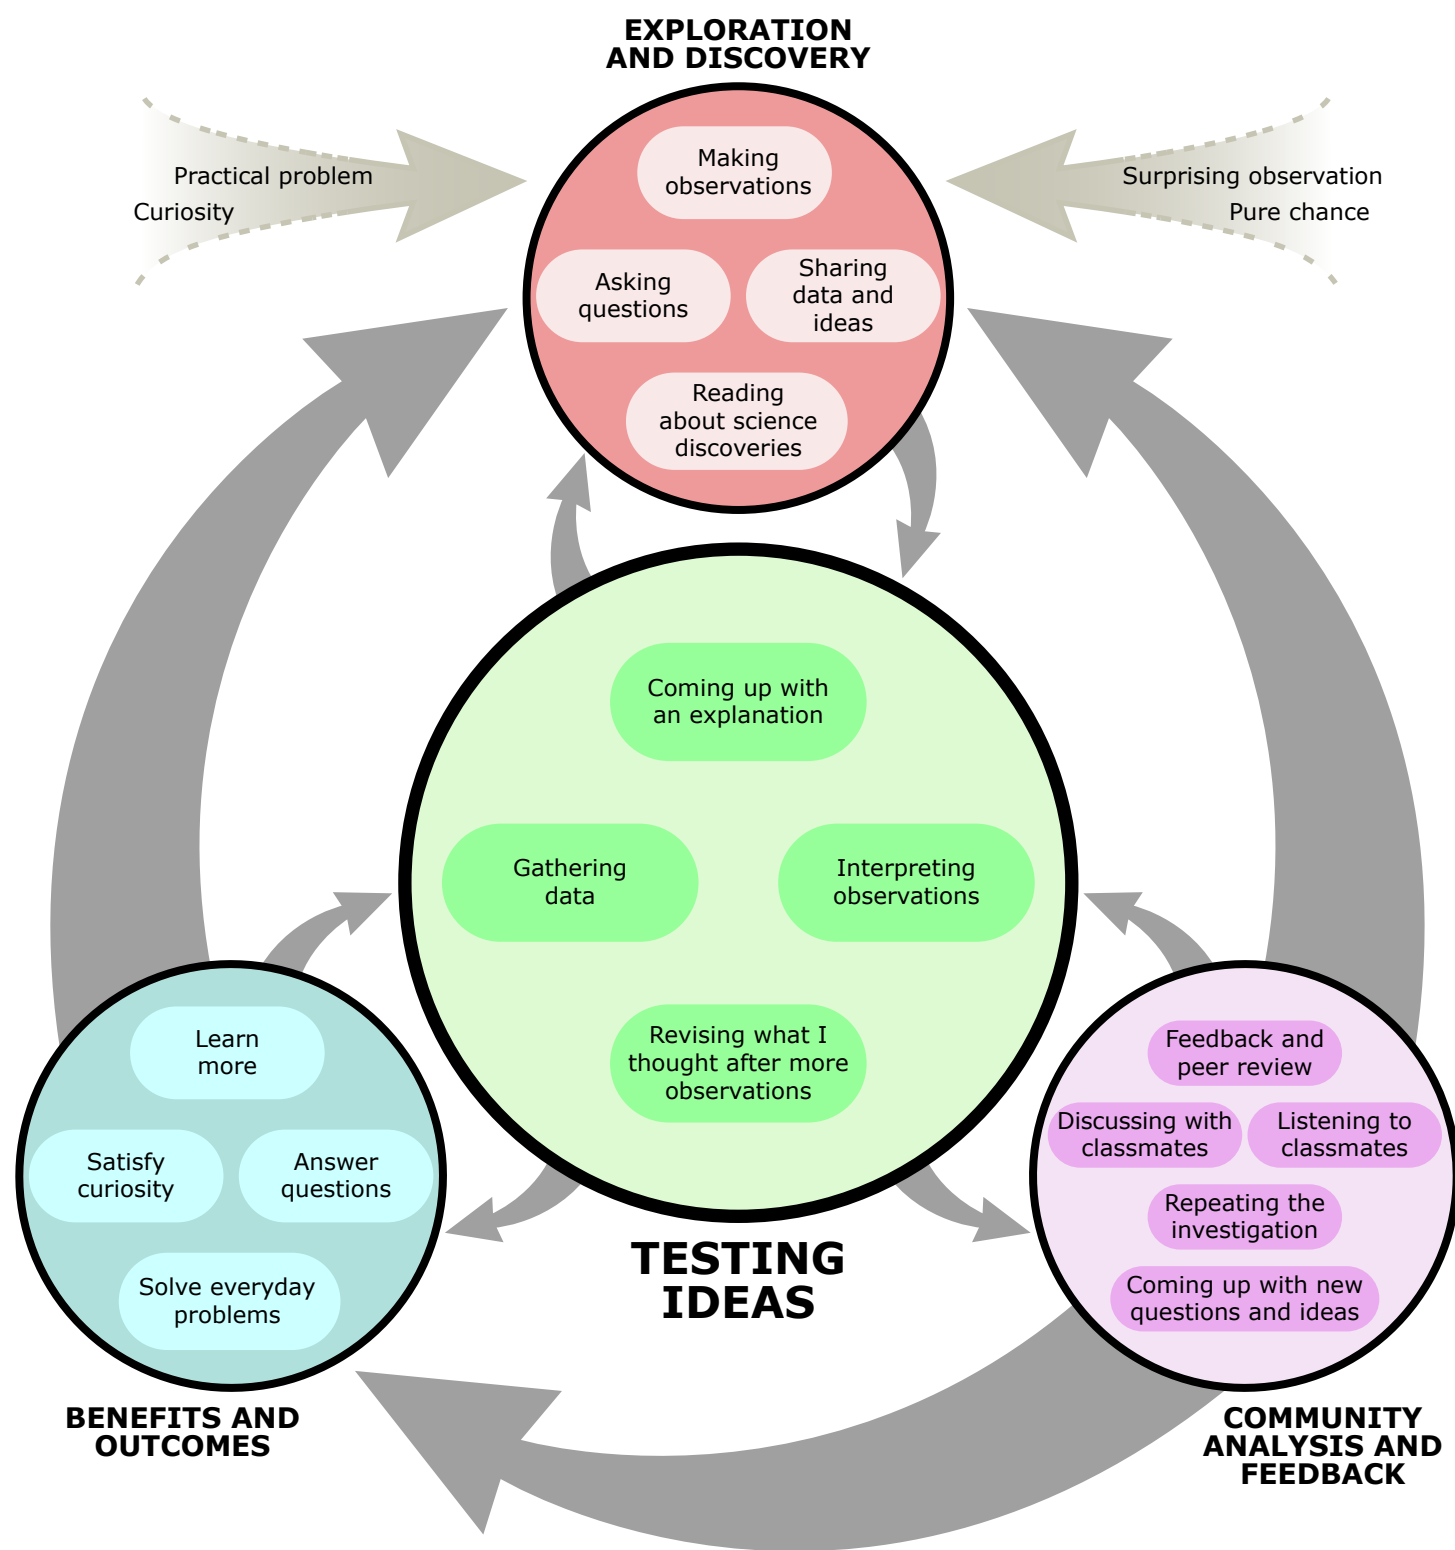 EXPLORATION
AND DISCOVERY
Practical problem
Curiosity
Surprising observation
Pure chance
Making
observations
Asking
questions
Sharing
data and
ideas
Reading
about science
discoveries
Coming up with
an explanation
Gathering
data
Interpreting
observations
Revising what I
thought after more
observations
TESTING
IDEAS
Learn
more
Satisfy
curiosity
Answer
questions
Solve everyday
problems
BENEFITS AND
OUTCOMES
Feedback and
peer review
Discussing with
classmates
Listening to
classmates
Repeating the
investigation
Coming up with new
questions and ideas
COMMUNITY
ANALYSIS AND
FEEDBACK